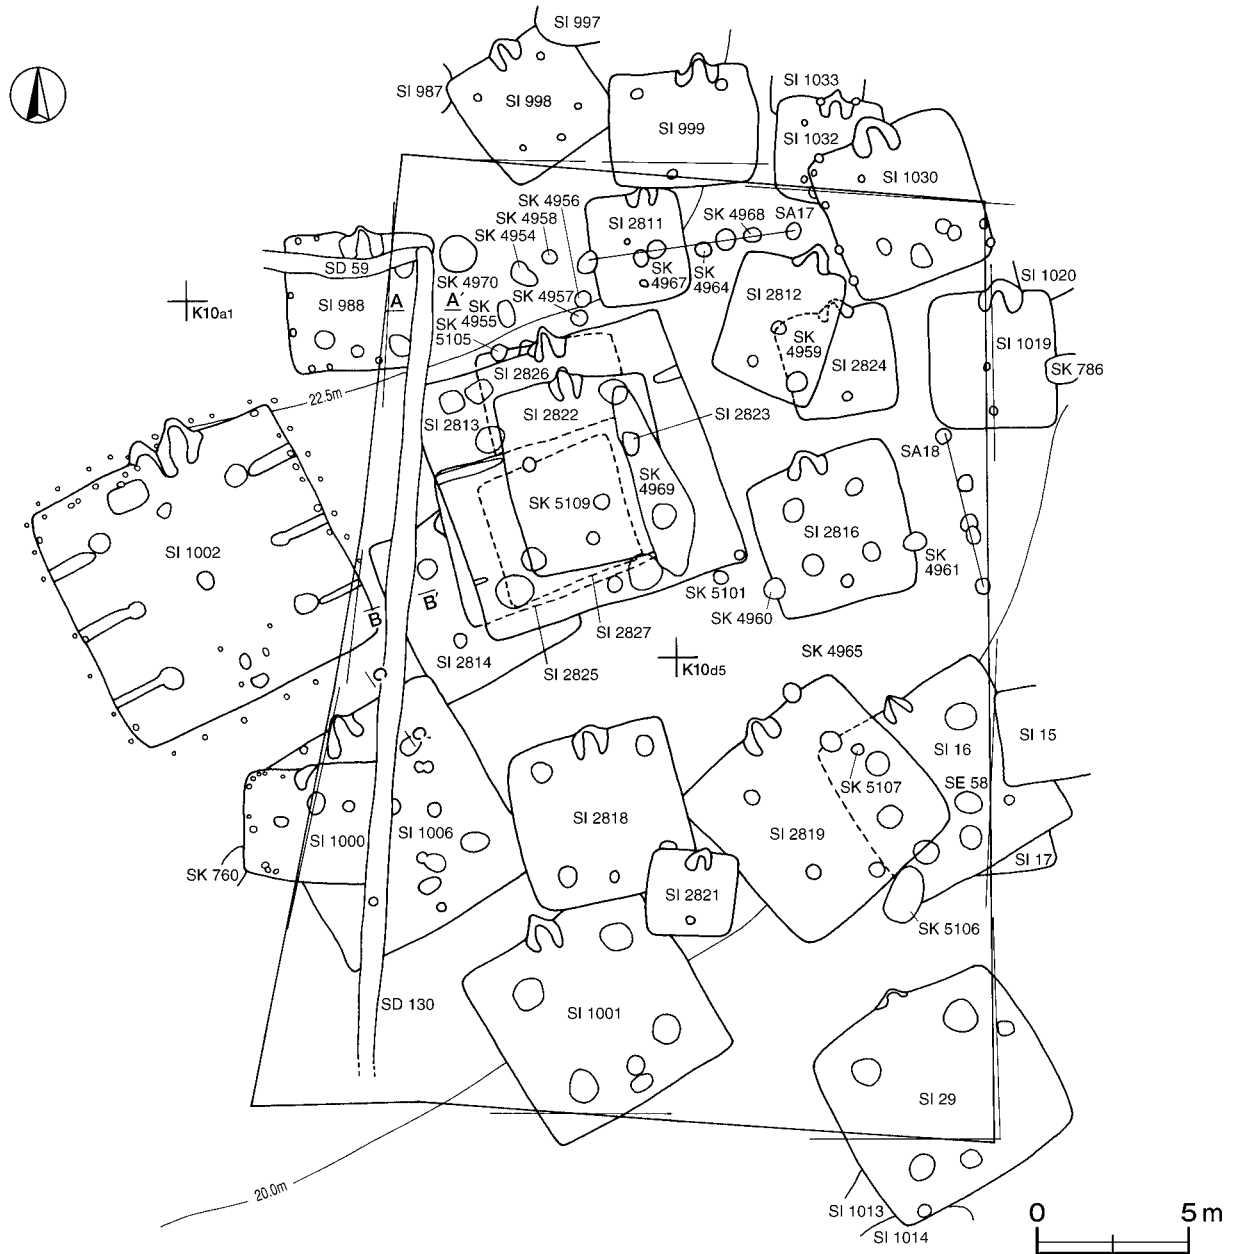 SI 997
SI 987
SI 998
SI 999
SI 1033
SI 1032
SI 1030
SK 4956
SK 4958
SK 4954
SI 2811
SK 4968
SA17
SD 59
SK 4970
SK
4967
SK
4964
SI 1020
SI 988
A
A´
SK
4955
SK 4957
SI 2812
K10a1
SK
5105
SK
4959
SI 1019
SI 2826
SI 2824
SK 786
22.5m
SI 2813
SI 2822
SI 2823
SA18
SK
4969
SK 5109
SI 2816
SI 1002
SK
4961
B
B´
SK 5101
SK 4960
SI 2827
SI 2814
SI 2825
K10d5
SK 4965
C
C´
SI 16
SI 15
SK 5107
SE 58
SI 1000
SI 1006
SI 2818
SI 2819
SI 17
SK 760
SI 2821
SK 5106
SD 130
SI 1001
SI 29
20.0m
SI 1013
SI 1014
0
5 m